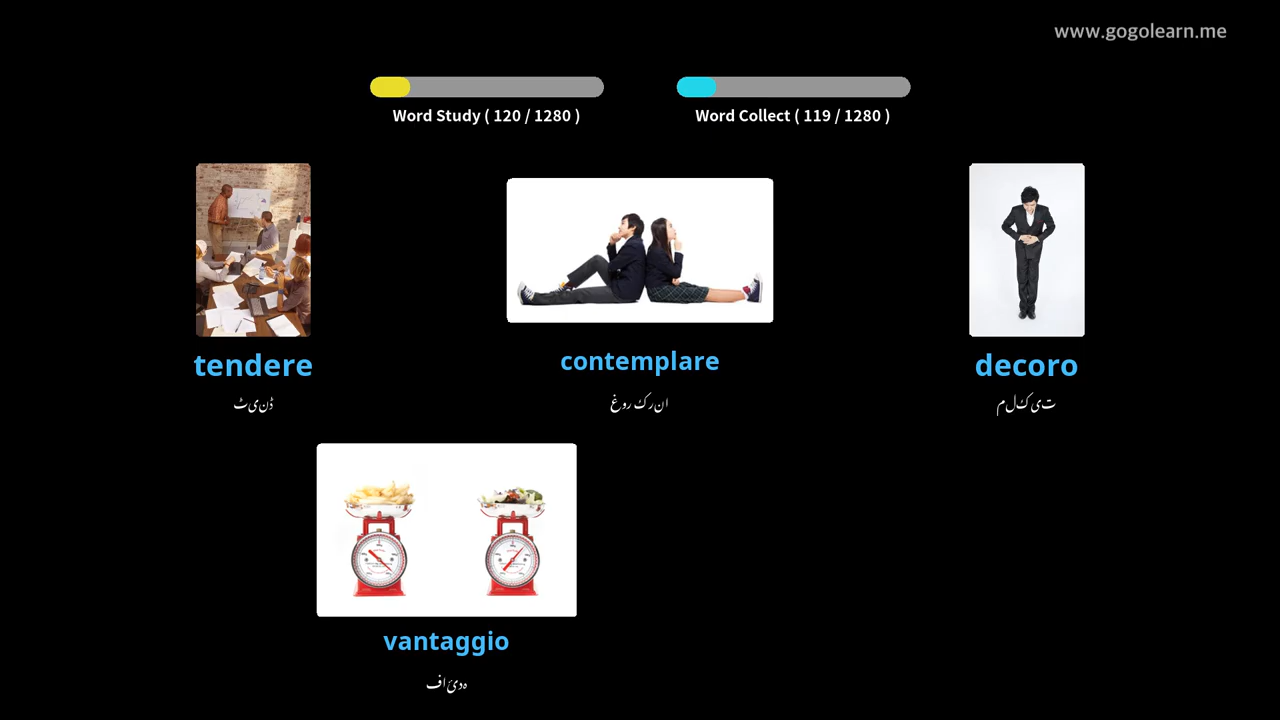 www.gogolearn.me
Word Study ( 120 / 1280 )
Word Collect ( 119 / 1280 )
tendere
ٹینڈ
contemplare
غور کرنا
decoro
ملکیت
vantaggio
فائدہ